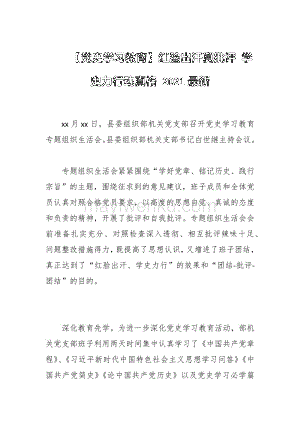 【党史学习教育】红脸出汗真批评 学
史力行动真格 2021 最新
xx 月 xx 日，县委组织部机关党支部召开党史学习教育
专题组织生活会。县委组织部机关党支部书记白世继主持会议。
专题组织生活会紧紧围绕“学好党章、铭记历史、践行
宗旨”的主题，围绕征求到的意见建议，班子成员和全体党
员认真对照合格党员要求，以高度的思想自觉、真诚的态度
和负责的精神，开展了批评和自我批评。专题组织生活会会
前准备扎实充分、对照检查深入透彻、相互批评辣味十足、
问题整改措施得力，既提高了思想认识，又增进了班子团结，
真正达到了“红脸出汗、学史力行”的效果和“团结-批评-
团结”的目的。
深化教育先学。为进一步深化党史学习教育活动，部机
关党支部班子利用两天时间集中认真学习了《中国共产党章
程》、《习近平新时代中国特色社会主义思想学习问答》《中
国共产党简史》《论中国共产党历史》以及党史学习必学篇